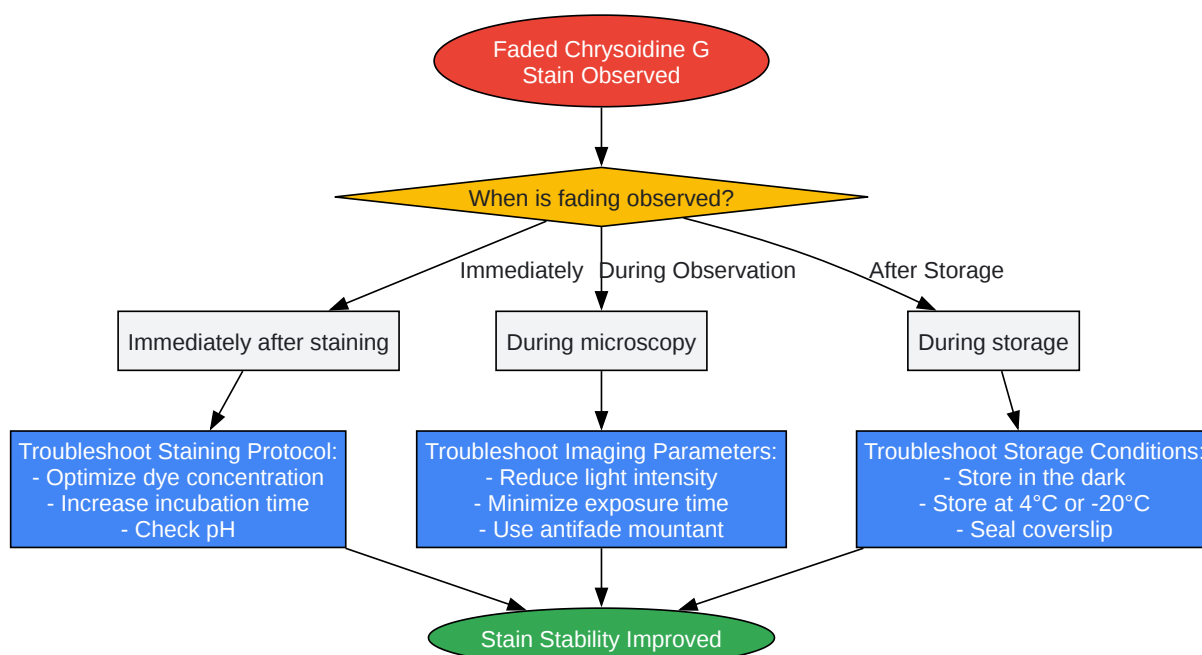 Faded Chrysoidine G
Stain Observed
When is fading observed?
Immediately
During Observation
After Storage
Immediately after staining
During microscopy
During storage
Troubleshoot Staining Protocol:
- Optimize dye concentration
- Increase incubation time
- Check pH
Troubleshoot Imaging Parameters:
- Reduce light intensity
- Minimize exposure time
- Use antifade mountant
Troubleshoot Storage Conditions:
- Store in the dark
- Store at 4°C or -20°C
- Seal coverslip
Stain Stability Improved